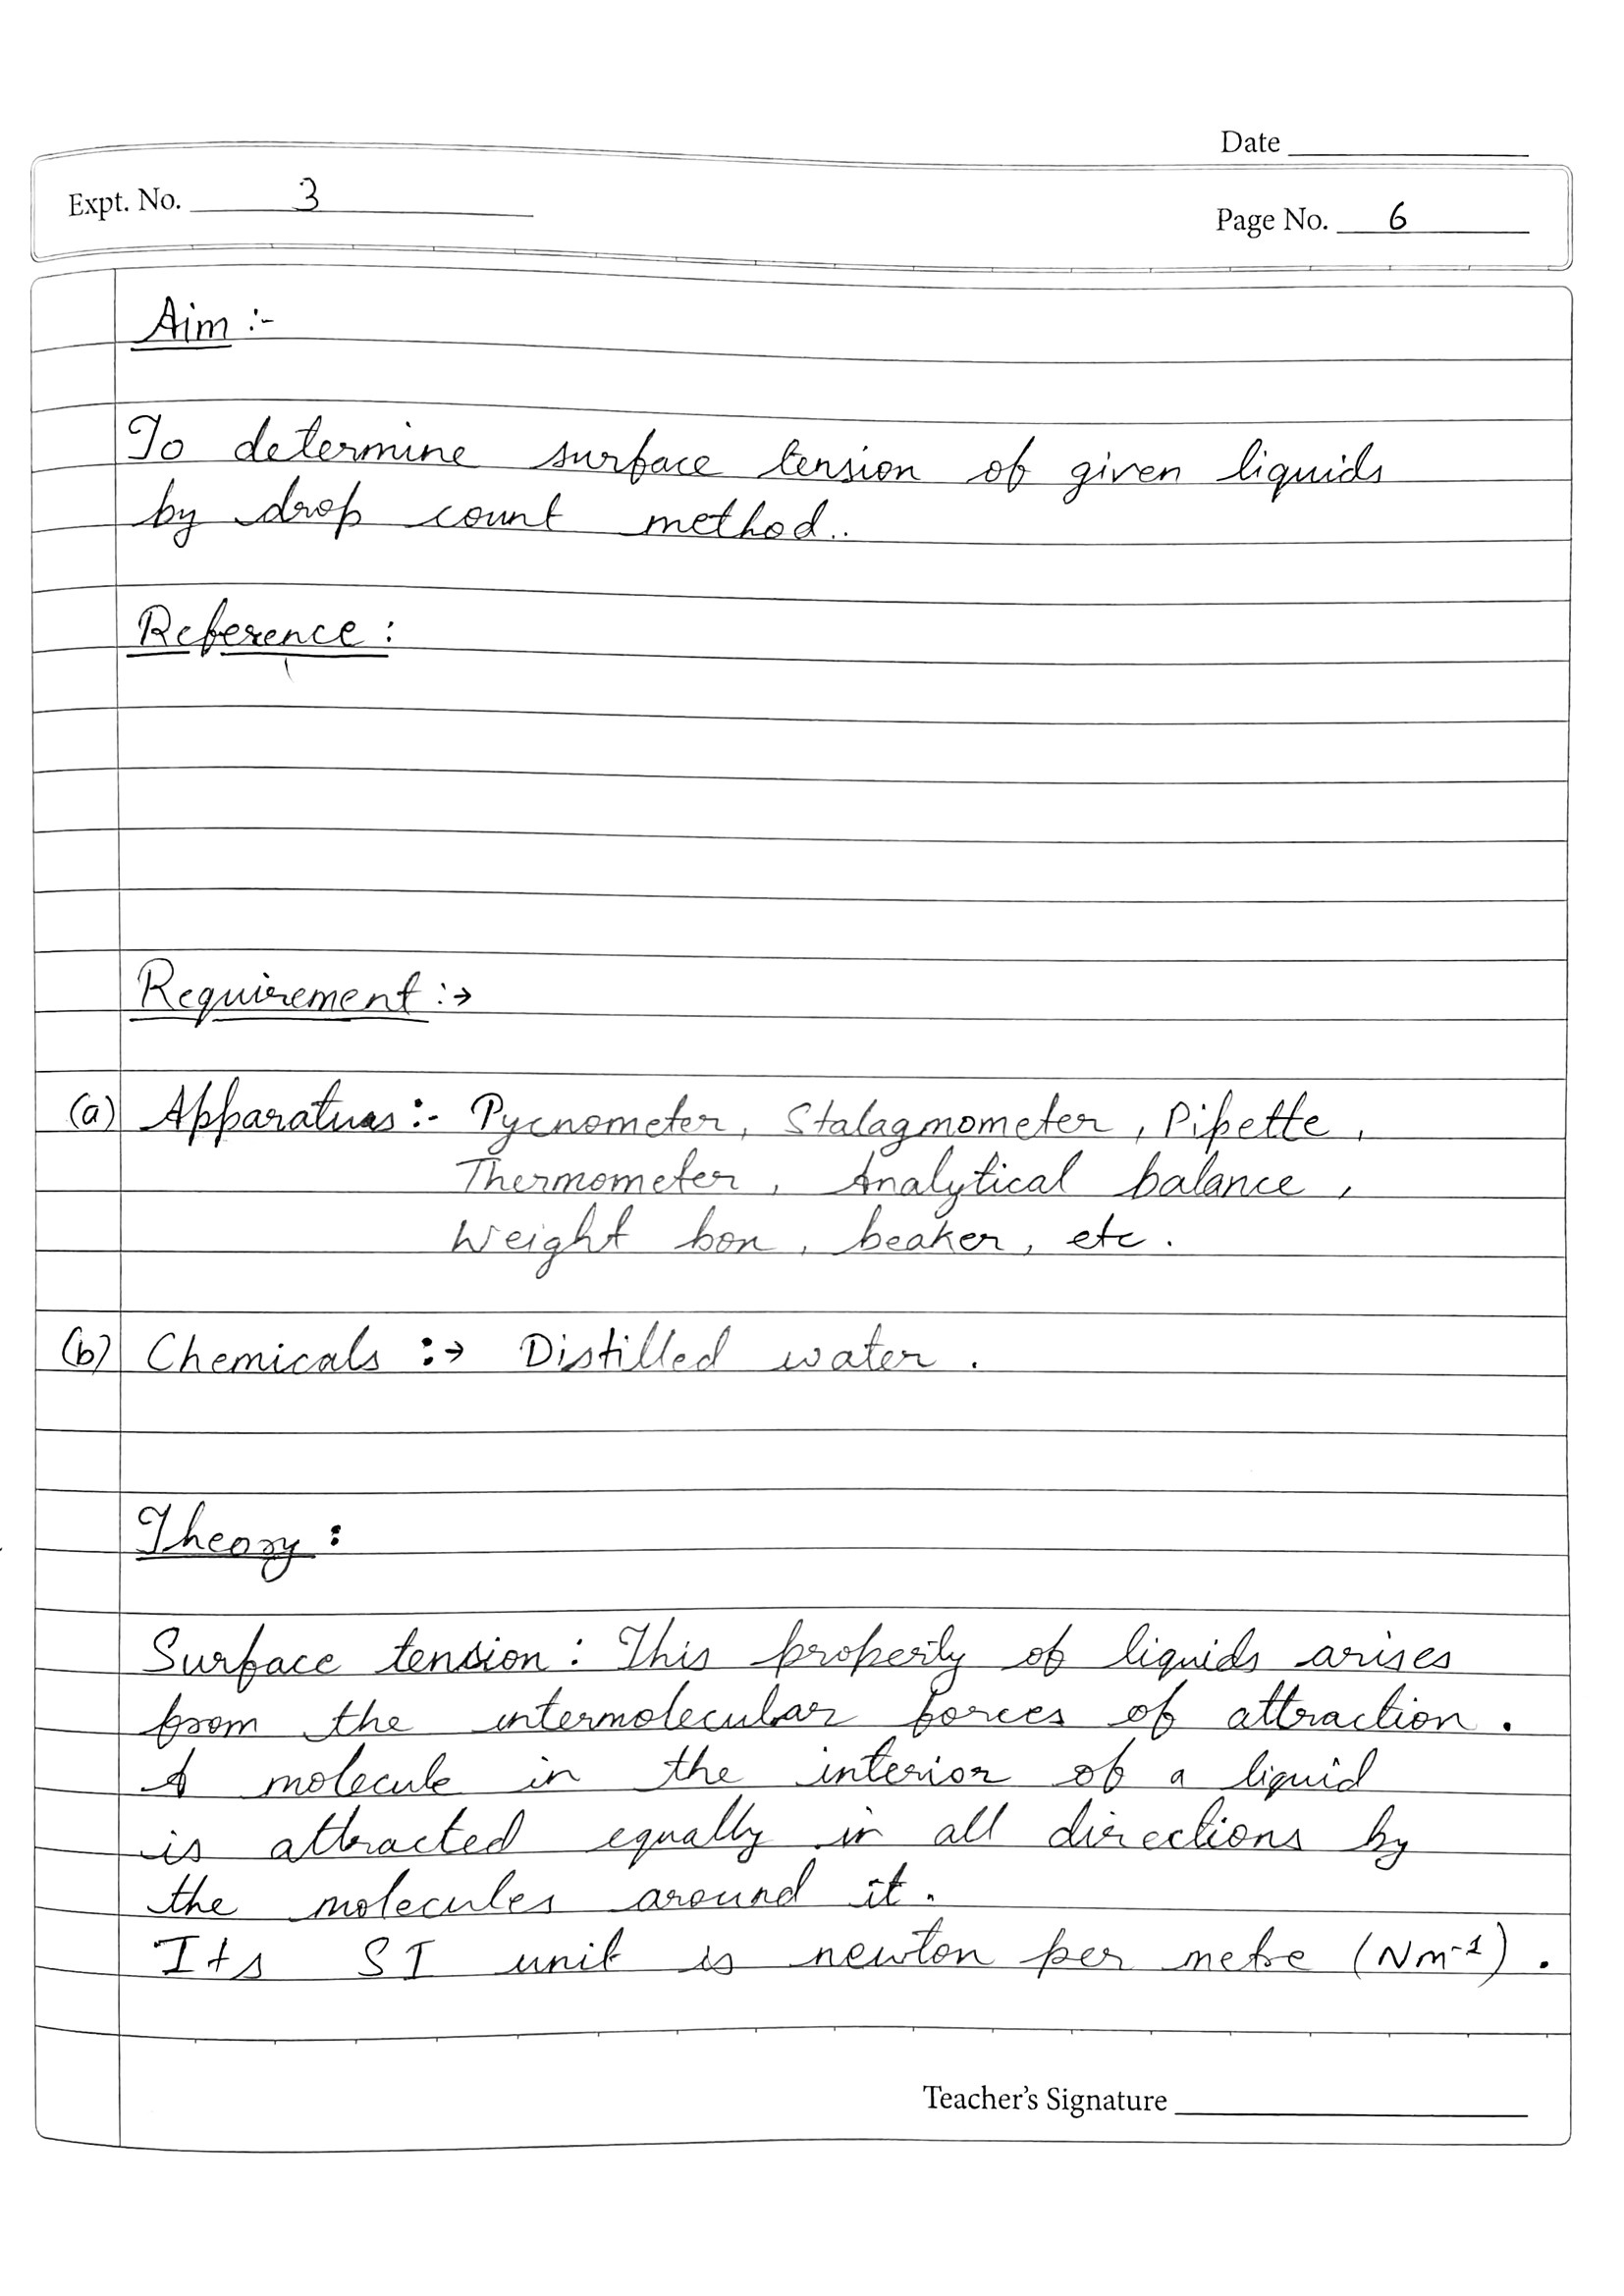 Date
Expt. No. 3
Page No. 6
Aim :-
To determine surface tension of given liquids
by drop count method..
Reference :
Requirement :→
(a) Apparatuas :- Pycnometer, Stalagmometer, Pipette,
Thermometer, Analytical balance,
Weight box, beaker, etc.
(b) Chemicals :→ Distilled water.
Theory :
Surface tension : This property of liquids arises
from the intermolecular forces of attraction.
A molecule in the interior of a liquid
is attracted equally in all directions by
the molecules around it.
Its SI unit is newton per metre (Nm⁻¹).
Teacher's Signature